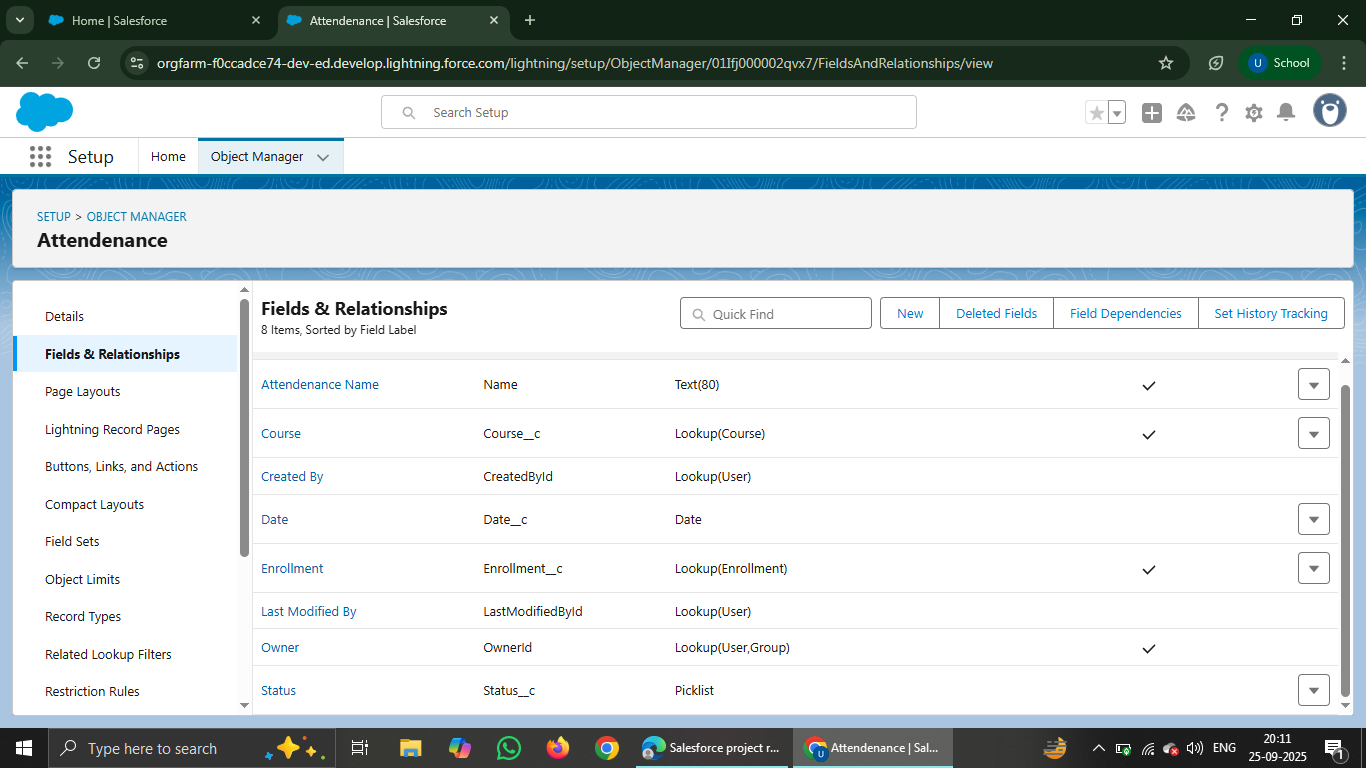 Home | Salesforce
Attendenance | Salesforce
orgfarm-f0ccadce74-dev-ed.develop.lightning.force.com/lightning/setup/ObjectManager/01Ifj000002qvx7/FieldsAndRelationships/view
U School
Search Setup
Setup Home Object Manager
SETUP > OBJECT MANAGER
Attendenance
Details
Fields & Relationships
Page Layouts
Lightning Record Pages
Buttons, Links, and Actions
Compact Layouts
Field Sets
Object Limits
Record Types
Related Lookup Filters
Restriction Rules
Fields & Relationships
8 Items, Sorted by Field Label
Quick Find New Deleted Fields Field Dependencies Set History Tracking
Attendenance Name Name Text(80)
Course Course__c Lookup(Course)
Created By CreatedById Lookup(User)
Date Date__c Date
Enrollment Enrollment__c Lookup(Enrollment)
Last Modified By LastModifiedById Lookup(User)
Owner OwnerId Lookup(User,Group)
Status Status__c Picklist
Type here to search
Salesforce project r...
U
Attendenance | Sal...
ENG
20:11
25-09-2025
1